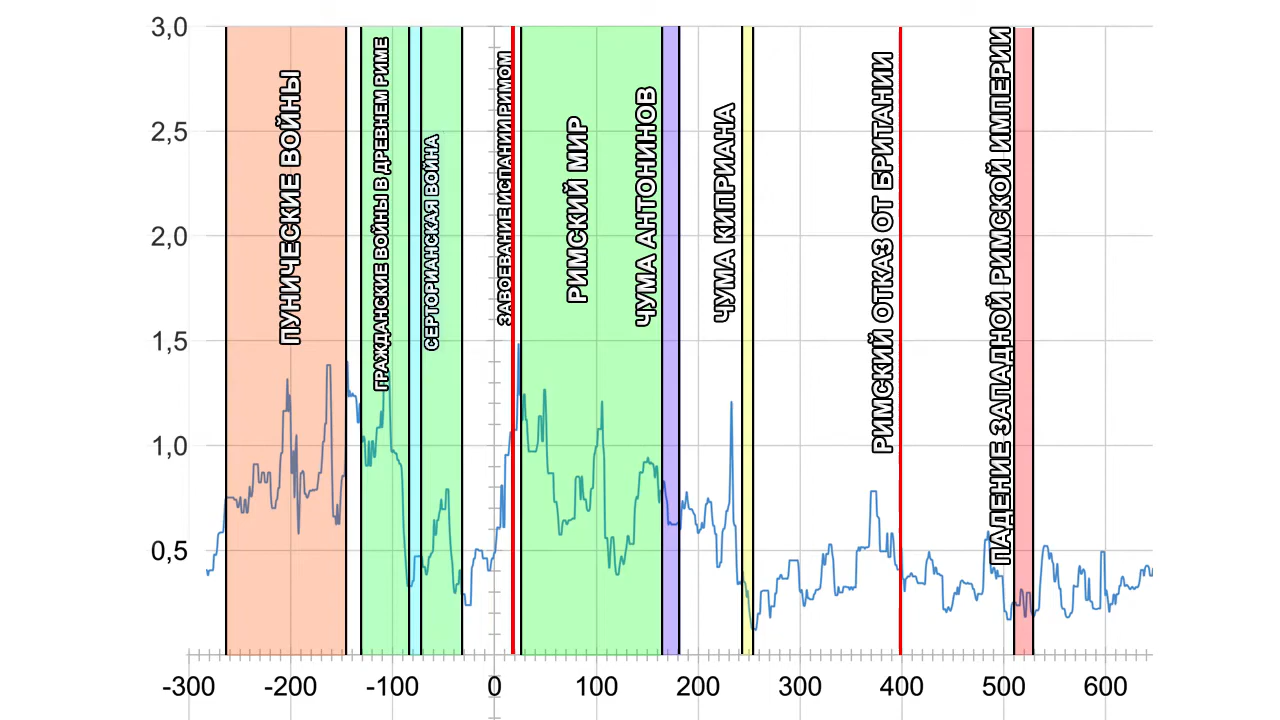 3,0
2,5
2,0
1,5
1,0
0,5
ПУНИЧЕСКИЕ ВОЙНЫ
ГРАЖДАНСКИЕ ВОЙНЫ В ДРЕВНЕМ РИМЕ
СЕРТОРИАНСКАЯ ВОЙНА
ЗАВОЕВАНИЕ ИСПАНИИ РИМОМ
РИМСКИЙ МИР
ЧУМА АНТОНИНОВ
ЧУМА КИПРИАНА
РИМСКИЙ ОТКАЗ ОТ БРИТАНИИ
ПАДЕНИЕ ЗАПАДНОЙ РИМСКОЙ ИМПЕРИИ
-300 -200 -100 0 100 200 300 400 500 600